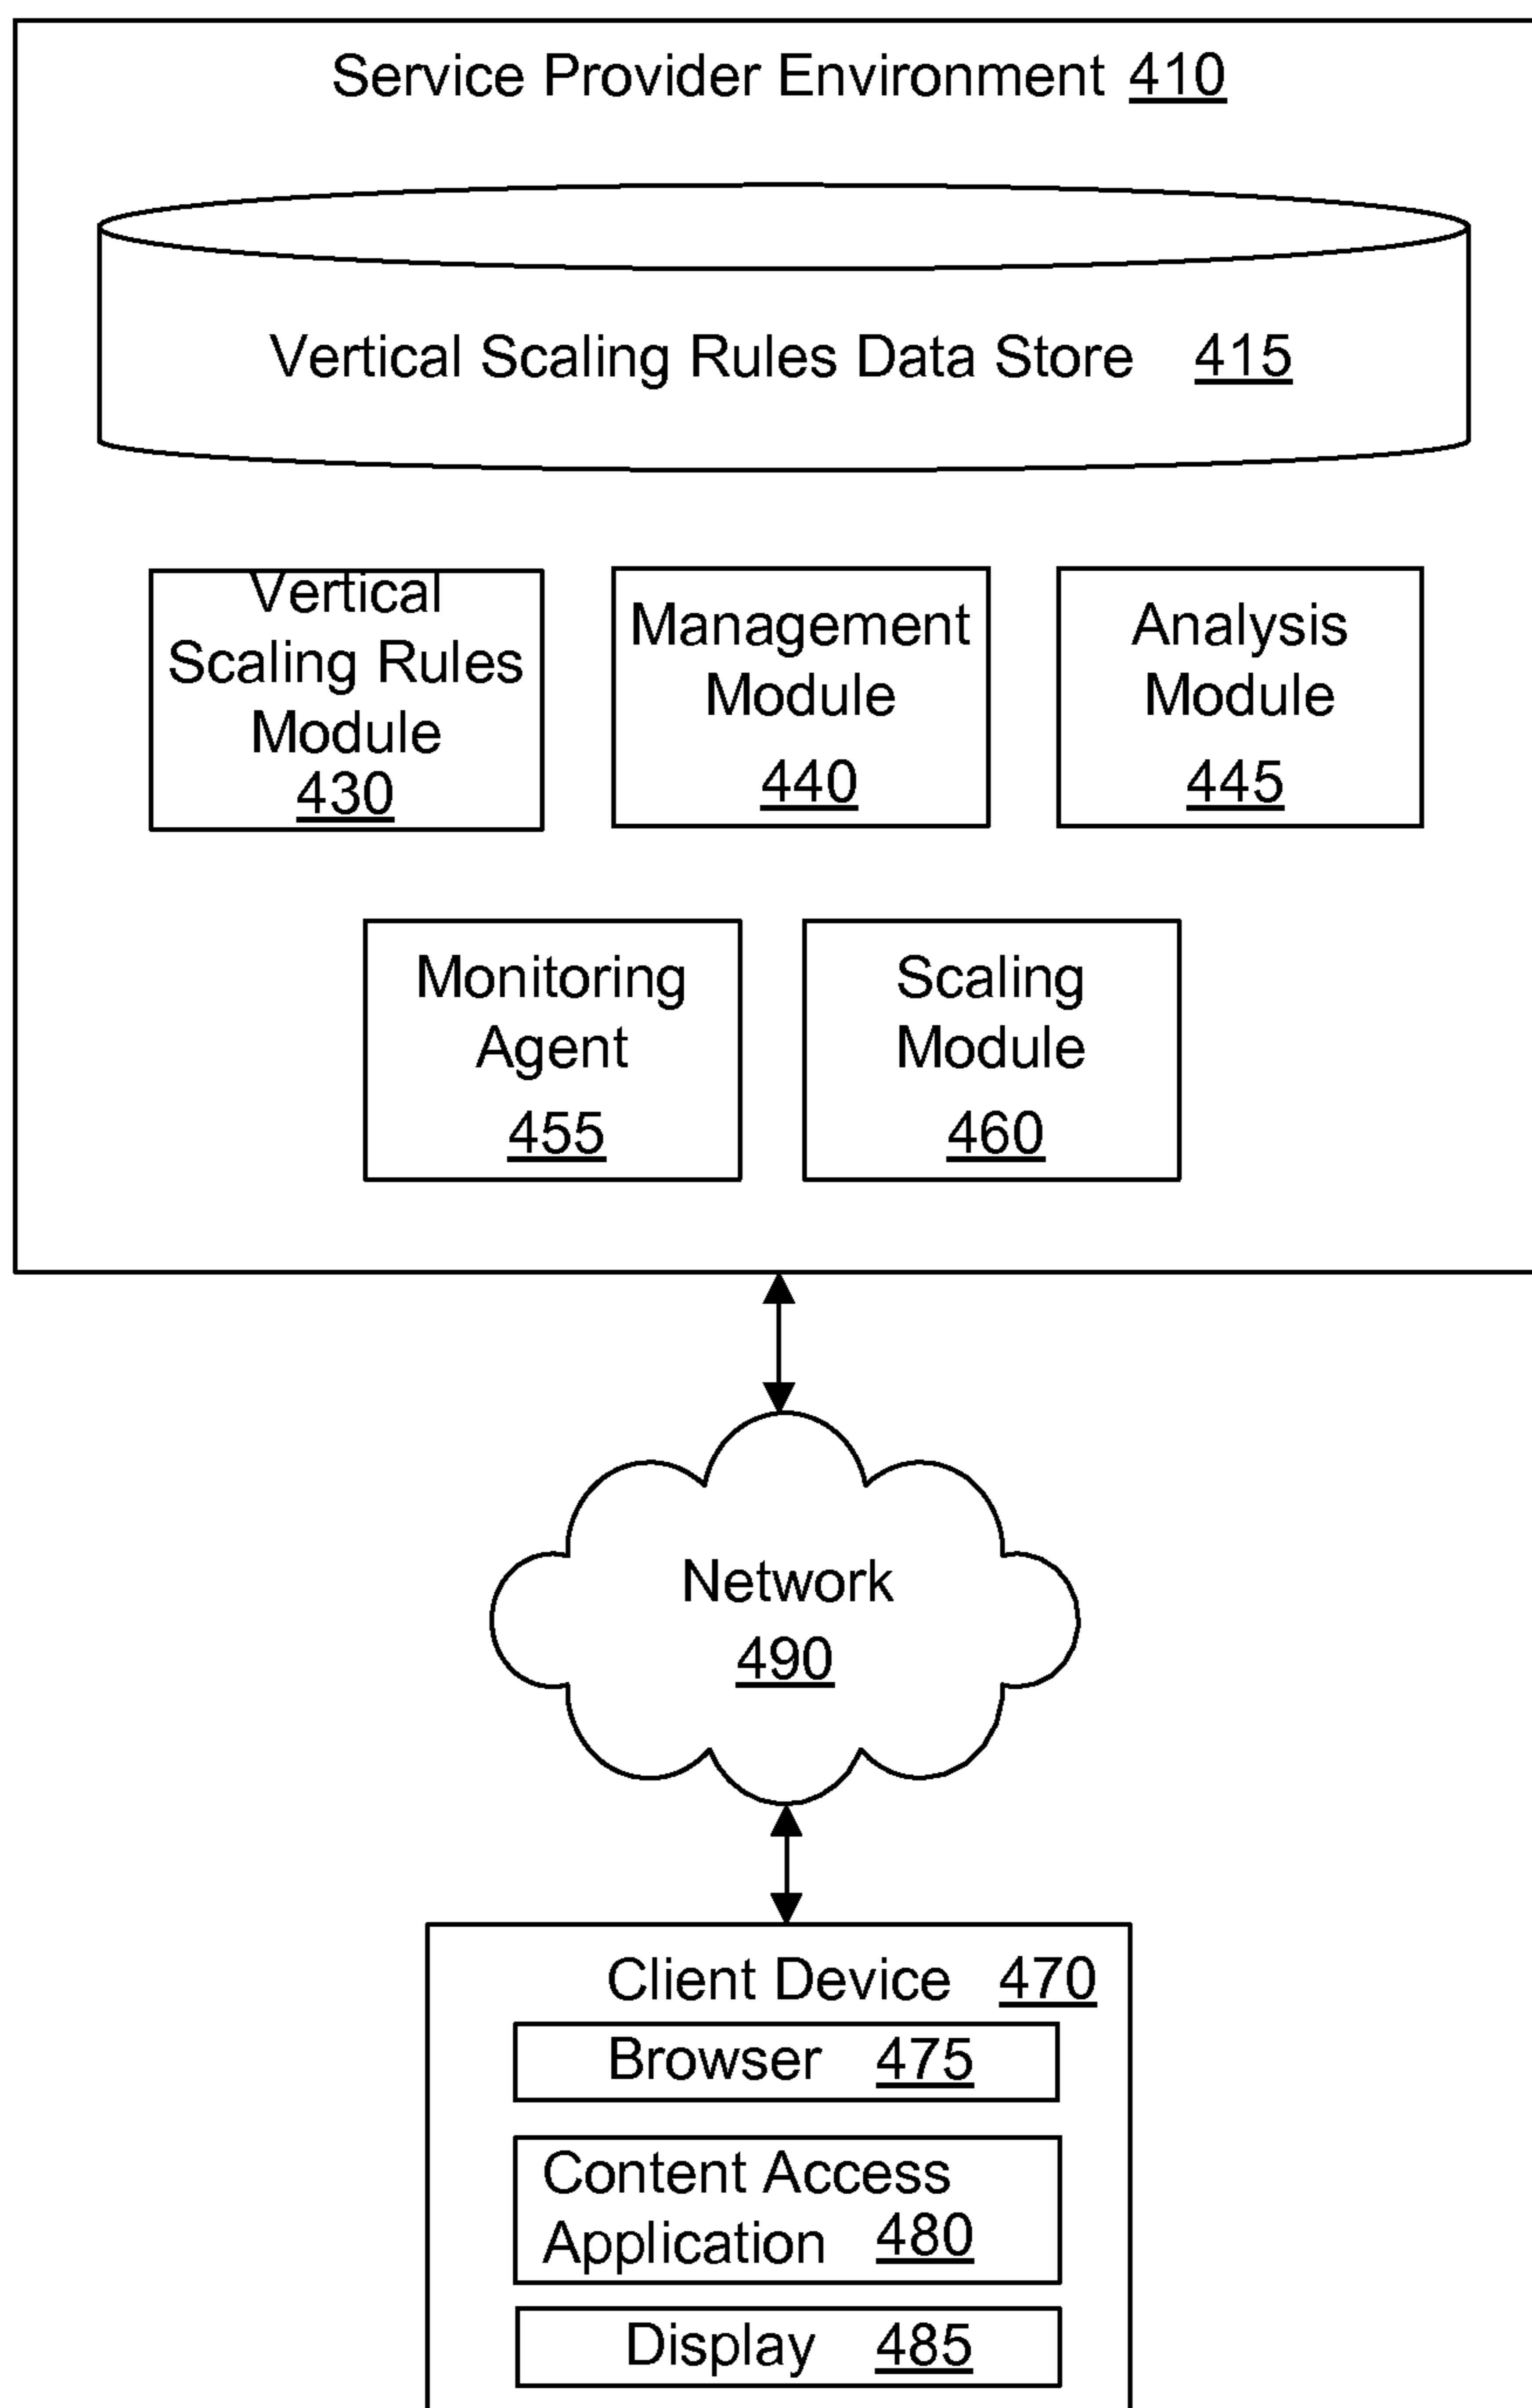 Service Provider Environment 410
Vertical Scaling Rules Data Store 415
Vertical
Scaling Rules
Module
430
Management
Module
440
Analysis
Module
445
Monitoring
Agent
455
Scaling
Module
460
Network
490
Client Device 470
Browser 475
Content Access
Application 480
Display 485